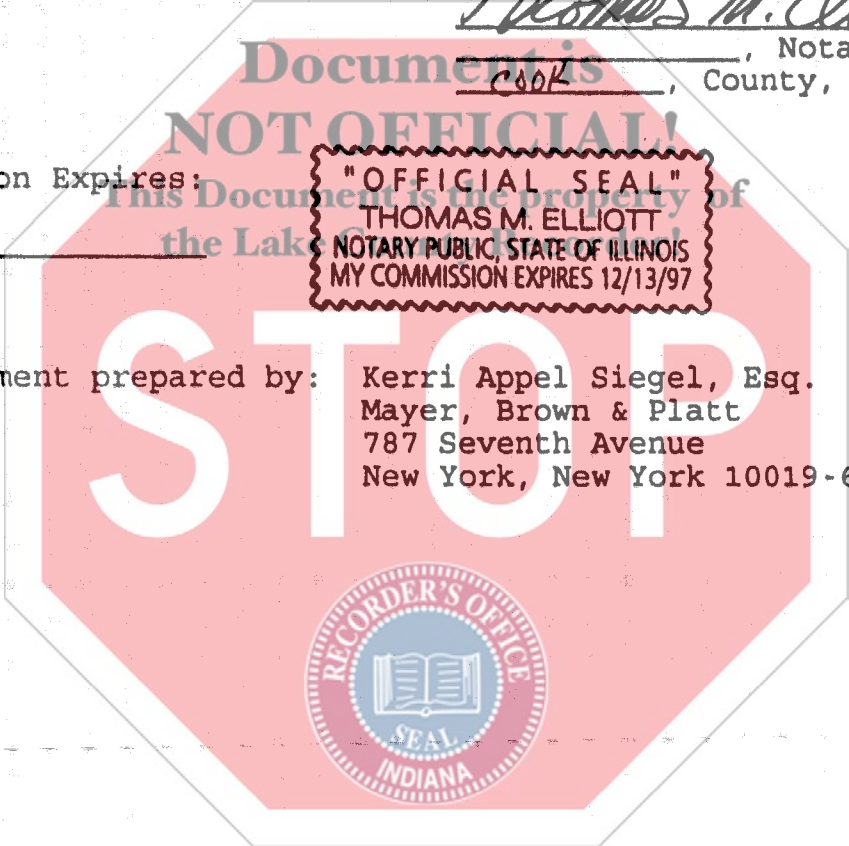 Thomas M.
, Nota
Cook, County,
Document is
NOT OFFICIAL!
This Document is the property of
the Lake County Recorder!
on Expires:
"OFFICIAL SEAL"
THOMAS M. ELLIOTT
NOTARY PUBLIC, STATE OF ILLINOIS
MY COMMISSION EXPIRES 12/13/97
STOP
ment prepared by: Kerri Appel Siegel, Esq.
Mayer, Brown & Platt
787 Seventh Avenue
New York, New York 10019-6
RECORDER'S OFFICE
SEAL
INDIANA